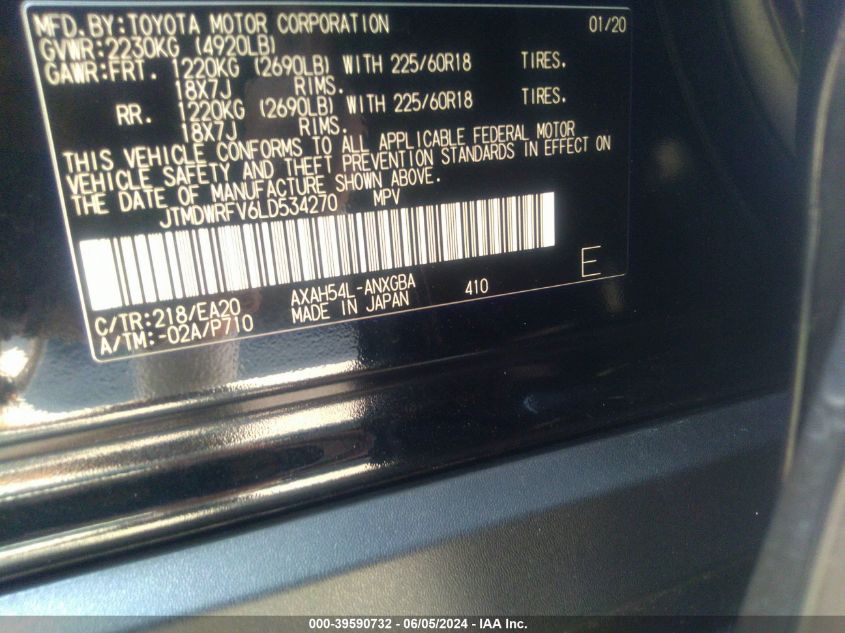 MFD.BY:TOYOTA MOTOR CORPORATION 01/20
GVWR:2230KG (4920LB)
GAWR:FRT. 1220KG (2690LB) WITH 225/60R18 TIRES.
18X7J RIMS.
RR. 1220KG (2690LB) WITH 225/60R18 TIRES.
18X7J RIMS.
THIS VEHICLE CONFORMS TO ALL APPLICABLE FEDERAL MOTOR
VEHICLE SAFETY AND THEFT PREVENTION STANDARDS IN EFFECT ON
THE DATE OF MANUFACTURE SHOWN ABOVE.
JTMDWRFV6LD534270 MPV
E
C/TR:218/EA20 AXAH54L-ANXGBA 410
A/TM:-02A/P710 MADE IN JAPAN
000-39590732 - 06/05/2024 - IAA Inc.